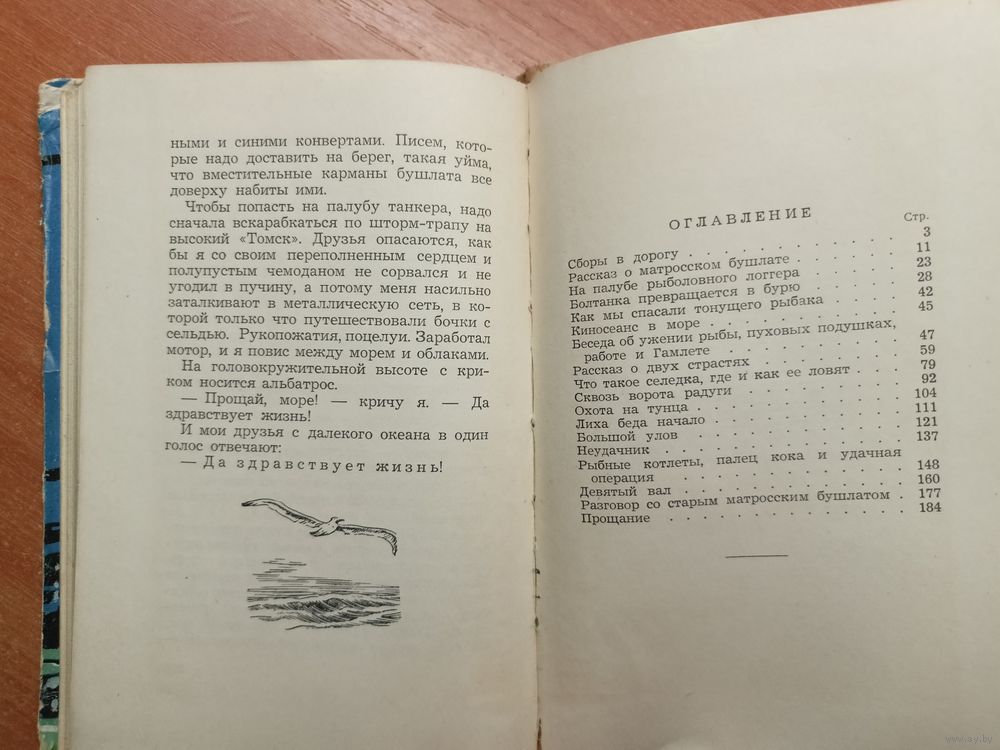 ными и синими конвертами. Писем, кото-
рые надо доставить на берег, такая уйма,
что вместительные карманы бушлата все
доверху набиты ими.
Чтобы попасть на палубу танкера, надо
сначала вскарабкаться по шторм-трапу на
высокий «Томск». Друзья опасаются, как
бы я со своим переполненным сердцем и
полупустым чемоданом не сорвался и не
угодил в пучину, а потому меня насильно
заталкивают в металлическую сеть, в ко-
торой только что путешествовали бочки с
сельдью. Рукопожатия, поцелуи. Заработал
мотор, и я повис между морем и облаками.
На головокружительной высоте с кри-
ком носится альбатрос.
— Прощай, море! — кричу я. — Да
здравствует жизнь!
И мои друзья с далекого океана в один
голос отвечают:
— Да здравствует жизнь!
ОГЛАВЛЕНИЕ
Стр.
Сборы в дорогу . . . . . . . . . . 3
Рассказ о матросском бушлате . . . . . 11
На палубе рыболовного логгера . . . . . 23
Болтанка превращается в бурю . . . . . 28
Как мы спасали тонущего рыбака . . . . 42
Киносеанс в море . . . . . . . . . 45
Беседа об ужении рыбы, пуховых подушках,
работе и Гамлете . . . . . . . . . 47
Рассказ о двух страстях . . . . . . . 59
Что такое селедка, где и как ее ловят . . . 79
Сквозь ворота радуги . . . . . . . . 92
Охота на тунца . . . . . . . . . . 104
Лиха беда начало . . . . . . . . . 111
Большой улов . . . . . . . . . . 121
Неудачник . . . . . . . . . . . 137
Рыбные котлеты, палец кока и удачная
операция . . . . . . . . . . . 148
Девятый вал . . . . . . . . . . 160
Разговор со старым матросским бушлатом . 177
Прощание . . . . . . . . . . . 184
www.ay.by